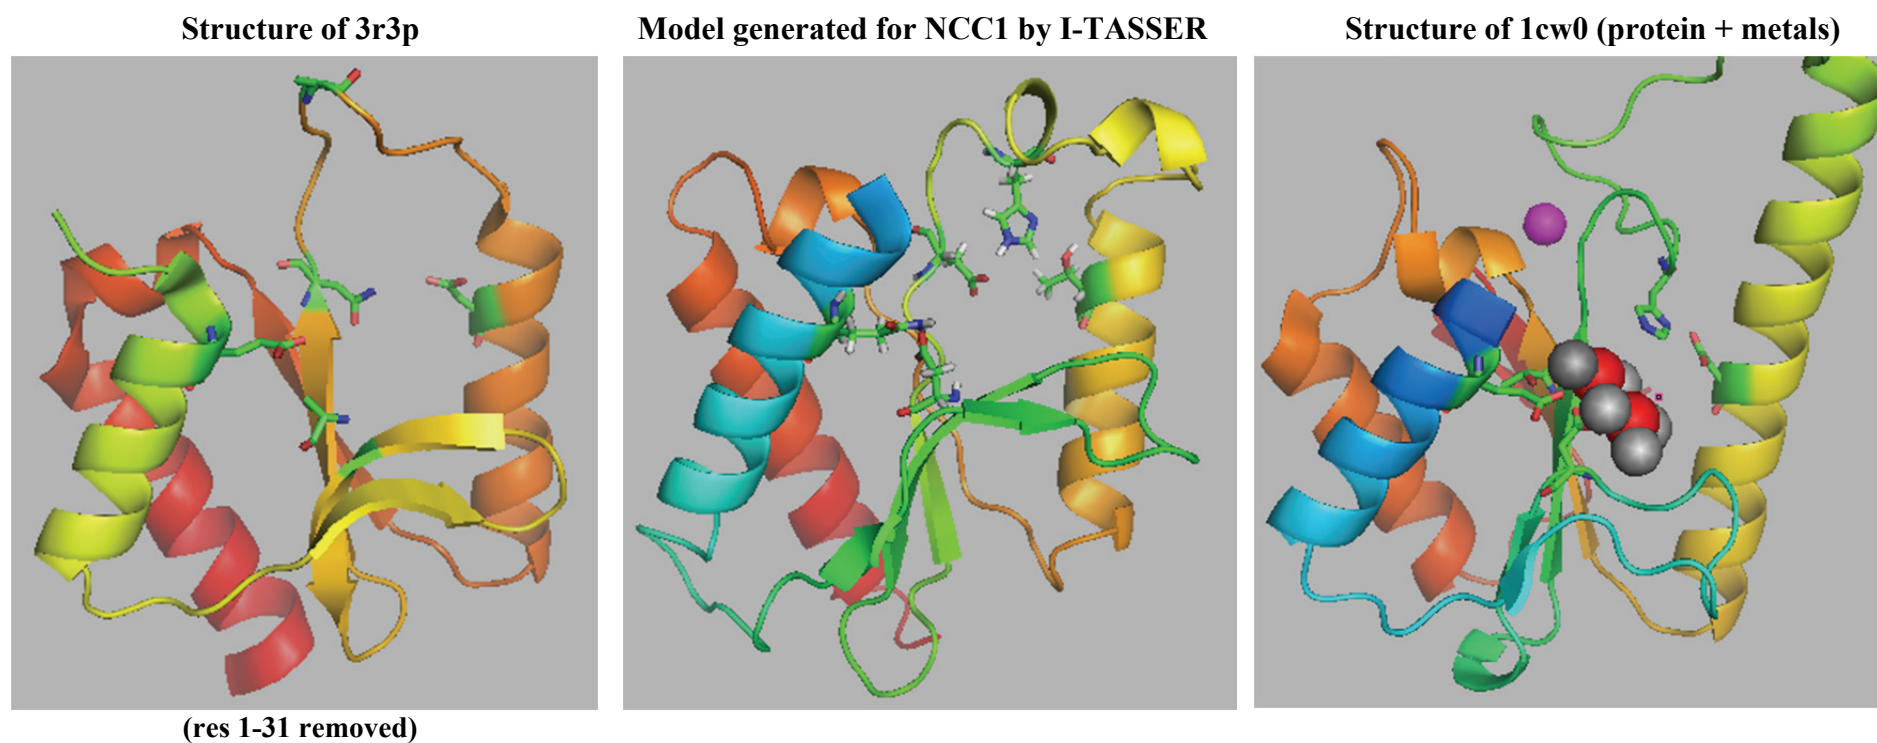 Structure of 3r3p
Model generated for NCC1 by I-TASSER
Structure of 1cw0 (protein + metals)
(res 1-31 removed)